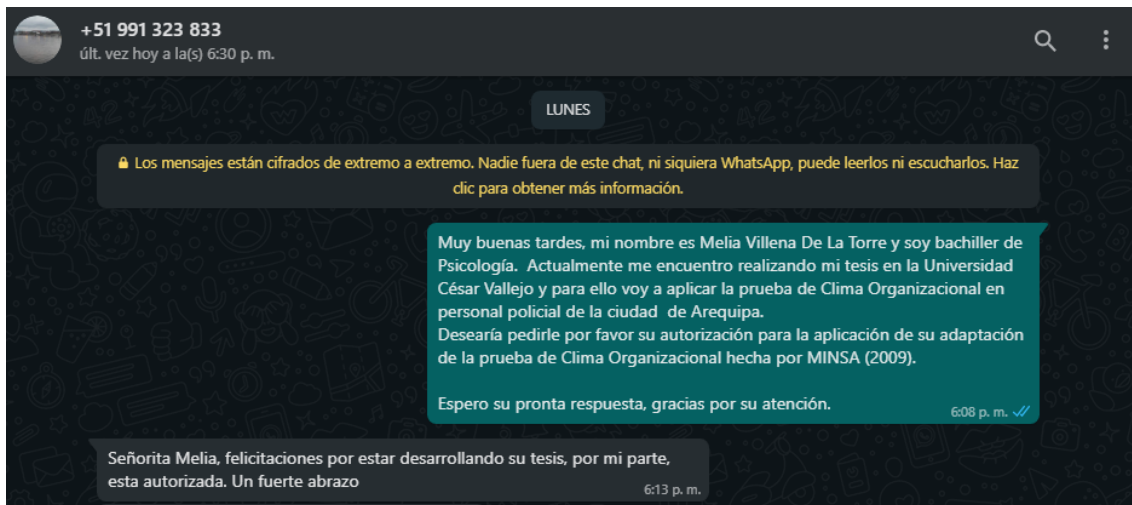 +51 991 323 833
últ. vez hoy a la(s) 6:30 p. m.
LUNES
Los mensajes están cifrados de extremo a extremo. Nadie fuera de este chat, ni siquiera WhatsApp, puede leerlos ni escucharlos. Haz
clic para obtener más información.
Muy buenas tardes, mi nombre es Melia Villena De La Torre y soy bachiller de
Psicología.  Actualmente me encuentro realizando mi tesis en la Universidad
César Vallejo y para ello voy a aplicar la prueba de Clima Organizacional en
personal policial de la ciudad  de Arequipa.
Desearía pedirle por favor su autorización para la aplicación de su adaptación
de la prueba de Clima Organizacional hecha por MINSA (2009).
Espero su pronta respuesta, gracias por su atención.
6:08 p. m.
Señorita Melia, felicitaciones por estar desarrollando su tesis, por mi parte,
esta autorizada. Un fuerte abrazo
6:13 p. m.